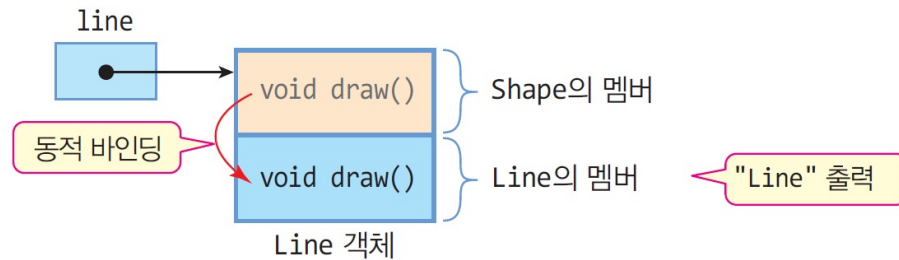 line
void draw()
Shape의 멤버
동적 바인딩
void draw()
Line의 멤버
"Line" 출력
Line 객체